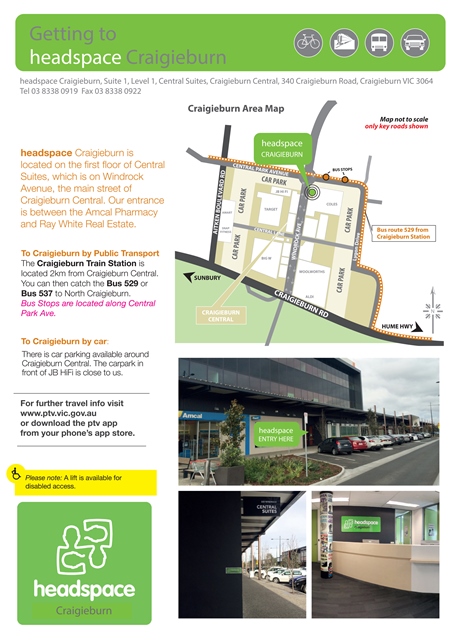 Getting to
headspace Craigieburn
headspace Craigieburn, Suite 1, Level 1, Central Suites, Craigieburn Central, 340 Craigieburn Road, Craigieburn VIC 3064
Tel 03 8338 0919 Fax 03 8338 0922
Craigieburn Area Map
Map not to scale
only key roads shown
headspace
CRAIGIEBURN
headspace Craigieburn is
located on the first floor of Central
Suites, which is on Windrock
Avenue, the main street of
Craigieburn Central. Our entrance
is between the Amcal Pharmacy
and Ray White Real Estate.
To Craigieburn by Public Transport
The Craigieburn Train Station is
located 2km from Craigieburn Central.
You can then catch the Bus 529 or
Bus 537 to North Craigieburn.
Bus Stops are located along Central
Park Ave.
To Craigieburn by car:
There is car parking available around
Craigieburn Central. The carpark in
front of JB HiFi is close to us.
For further travel info visit
www.ptv.vic.gov.au
or download the ptv app
from your phone's app store.
Please note: A lift is available for
disabled access.
headspace
Craigieburn
CENTRAL PARK AVENUE
BUS STOPS
CAR PARK
JB HI FI
AITKEN BOULEVARD RD
CAR PARK
TARGET
COLES
CAR PARK
CENTRAL LANE
WINDROCK AVE
CAR PARK
BIG W
WOOLWORTHS
CAR PARK
ALDI
Bus route 529 from
Craigieburn Station
SUNBURY
CRAIGIEBURN RD
CRAIGIEBURN
CENTRAL
HUME HWY
Amcal
headspace
ENTRY HERE
CENTRAL
SUITES
headspace
Craigieburn